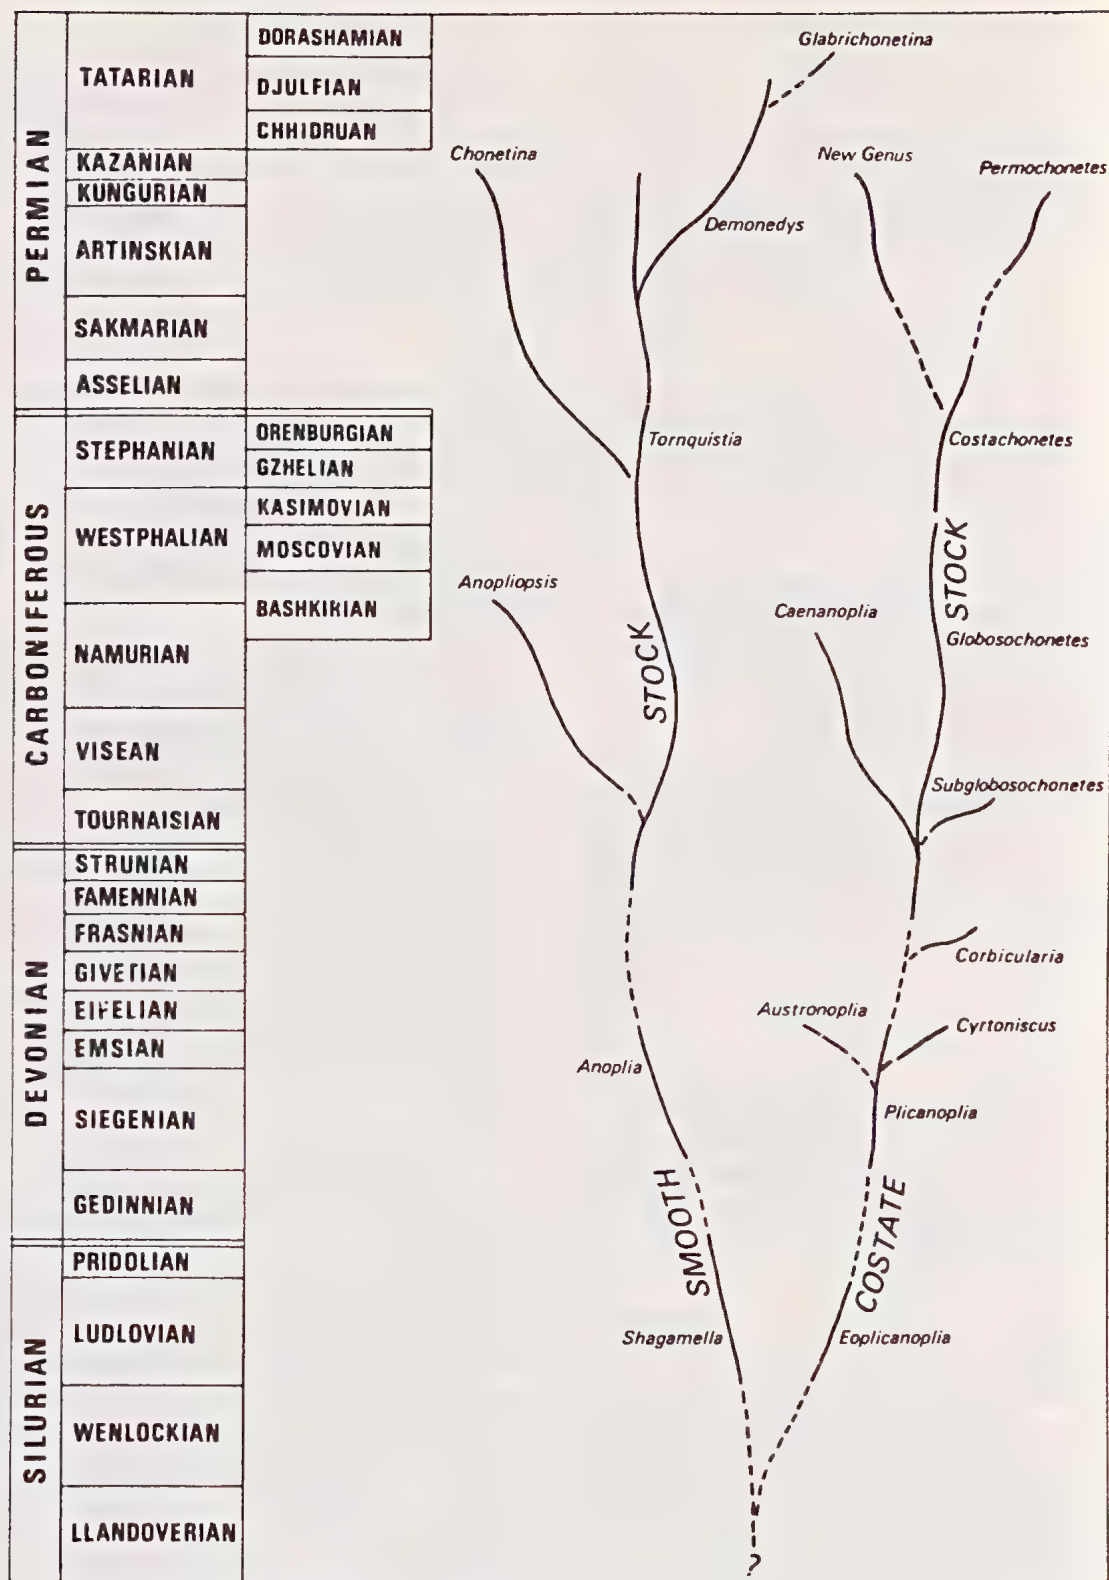 PERMIAN
TATARIAN
DORASHAMIAN
DJULFIAN
CHHIDRUAN
KAZANIAN
KUNGURIAN
ARTINSKIAN
SAKMARIAN
ASSELIAN
CARBONIFEROUS
STEPHANIAN
ORENBURGIAN
GZHELIAN
WESTPHALIAN
KASIMOVIAN
MOSCOVIAN
BASHKIRIAN
NAMURIAN
VISEAN
TOURNAISIAN
DEVONIAN
STRUNIAN
FAMENNIAN
FRASNIAN
GIVETIAN
EIFELIAN
EMSIAN
SIEGENIAN
GEDINNIAN
SILURIAN
PRIDOLIAN
LUDLOVIAN
WENLOCKIAN
LLANDOVERIAN
Glabrichonetina
Chonetina
New Genus
Permochonetes
Demonedys
Tornquistia
Costachonetes
Anopliopsis
Caenanoplia
Globosochonetes
STOCK
STOCK
Subglobosochonetes
Corbicularia
Austronoplia
Cyrtoniscus
Anoplia
Plicanoplia
SMOOTH
COSTATE
Shagamella
Eoplicanoplia
?